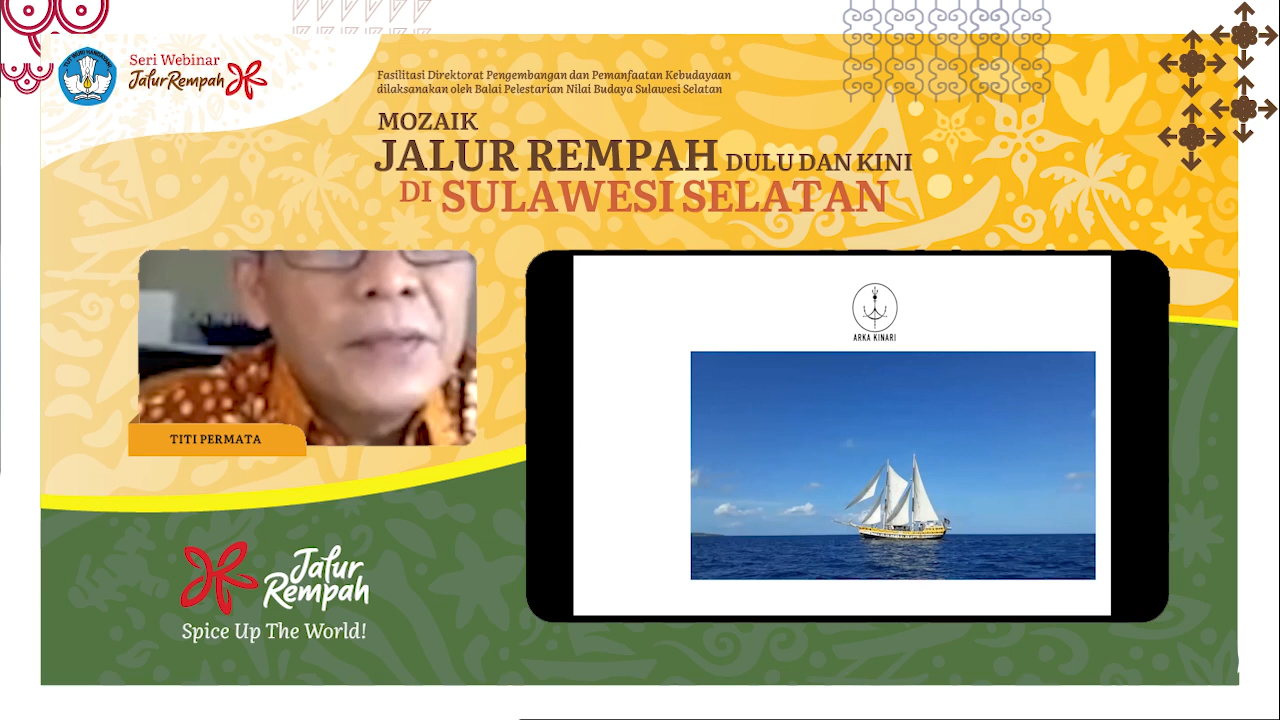 Seri Webinar
Jalur Rempah
Fasilitasi Direktorat Pengembangan dan Pemanfaatan Kebudayaan
dilaksanakan oleh Balai Pelestarian Nilai Budaya Sulawesi Selatan
MOZAIK
JALUR REMPAH DULU DAN KINI
DI SULAWESI SELATAN
ARKA KINARI
TITI PERMATA
Jalur
Rempah
Spice Up The World!